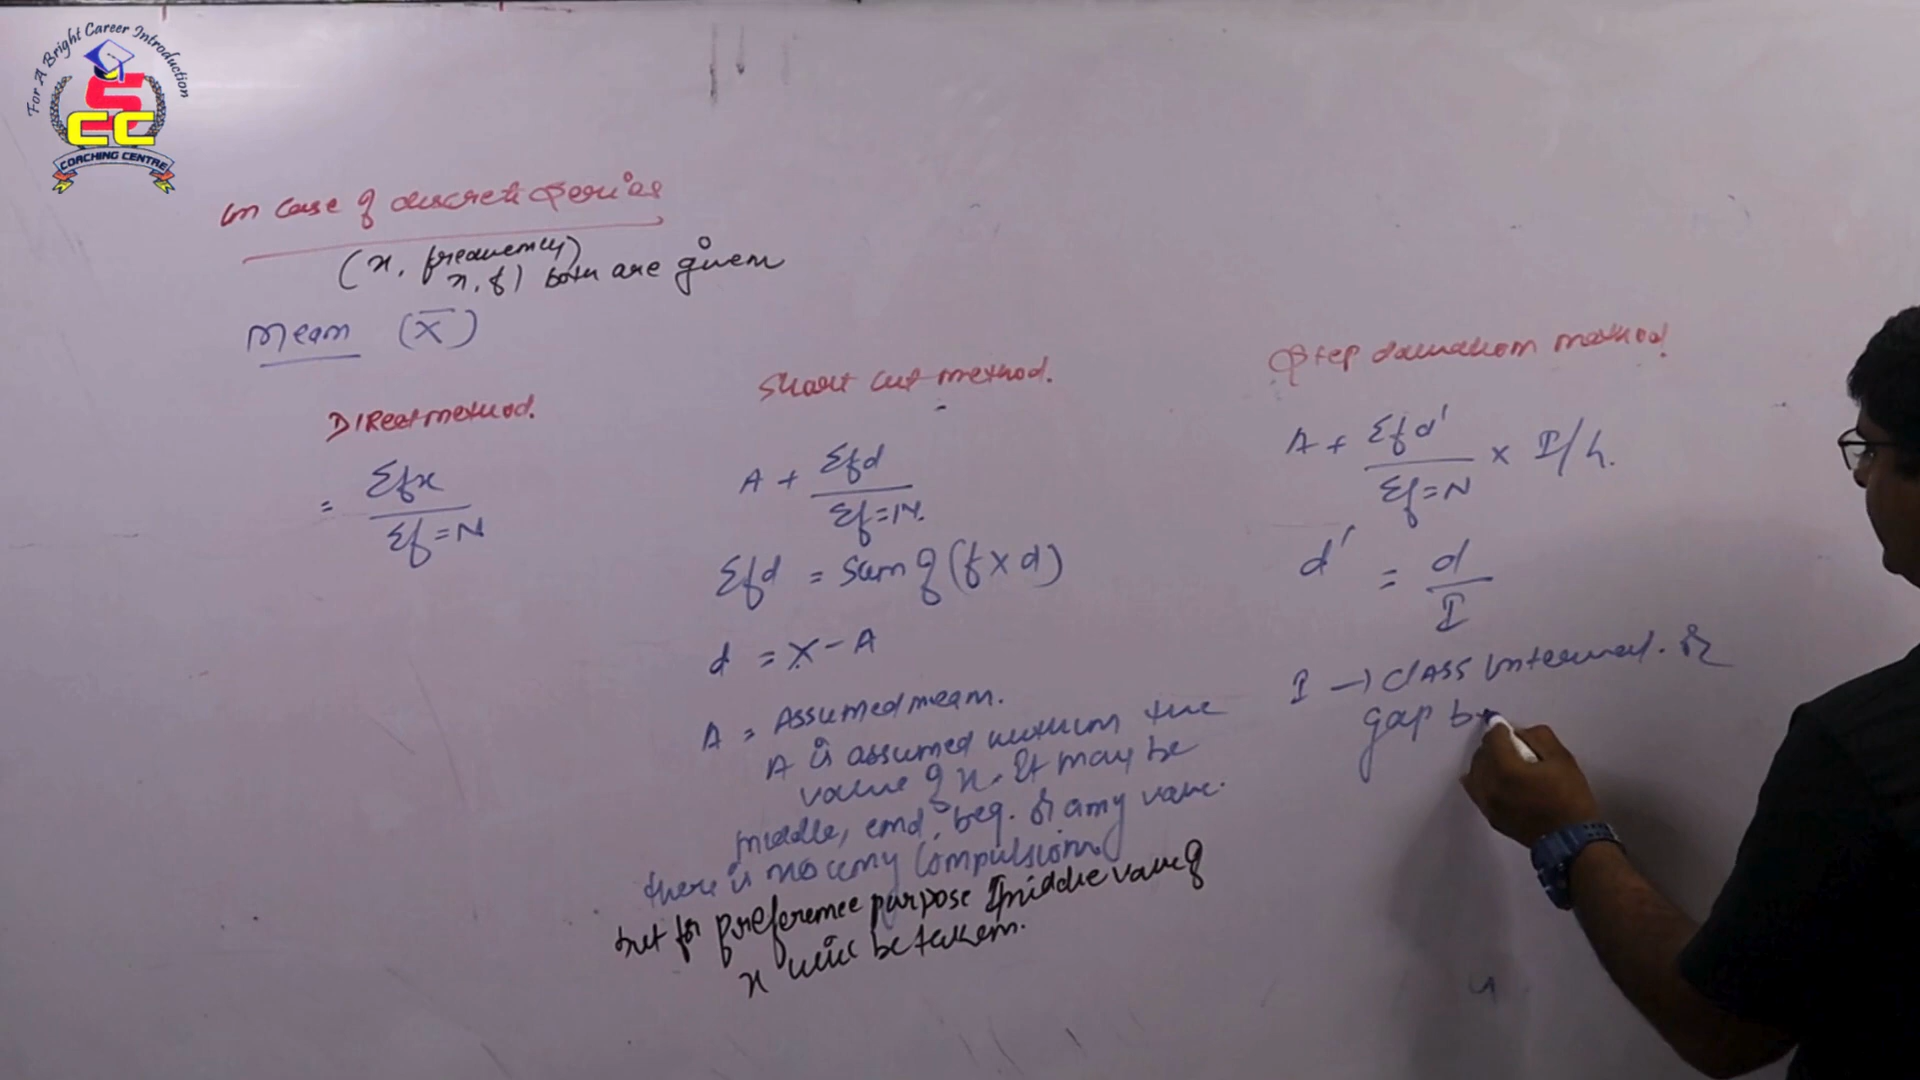 For A Bright Career Introduction
S
CC
COACHING CENTRE
In case of discrete series
(x, frequency)
x, f) both are given
Mean (X̄)
Direct method.
= Σfx / Σf=N
Short cut method.
A + Σfd / Σf=N.
Σfd = Sum of (f x d)
d = X - A
A = Assumed mean.
A is assumed within the
value of x. It may be
middle, end, beg. or any value.
there is no any compulsion
but for preference purpose middle value of
x will be taken.
Step deviation method.
A + Σfd' / Σf=N x I/h.
d' = d / I
I → class interval. or
gap b